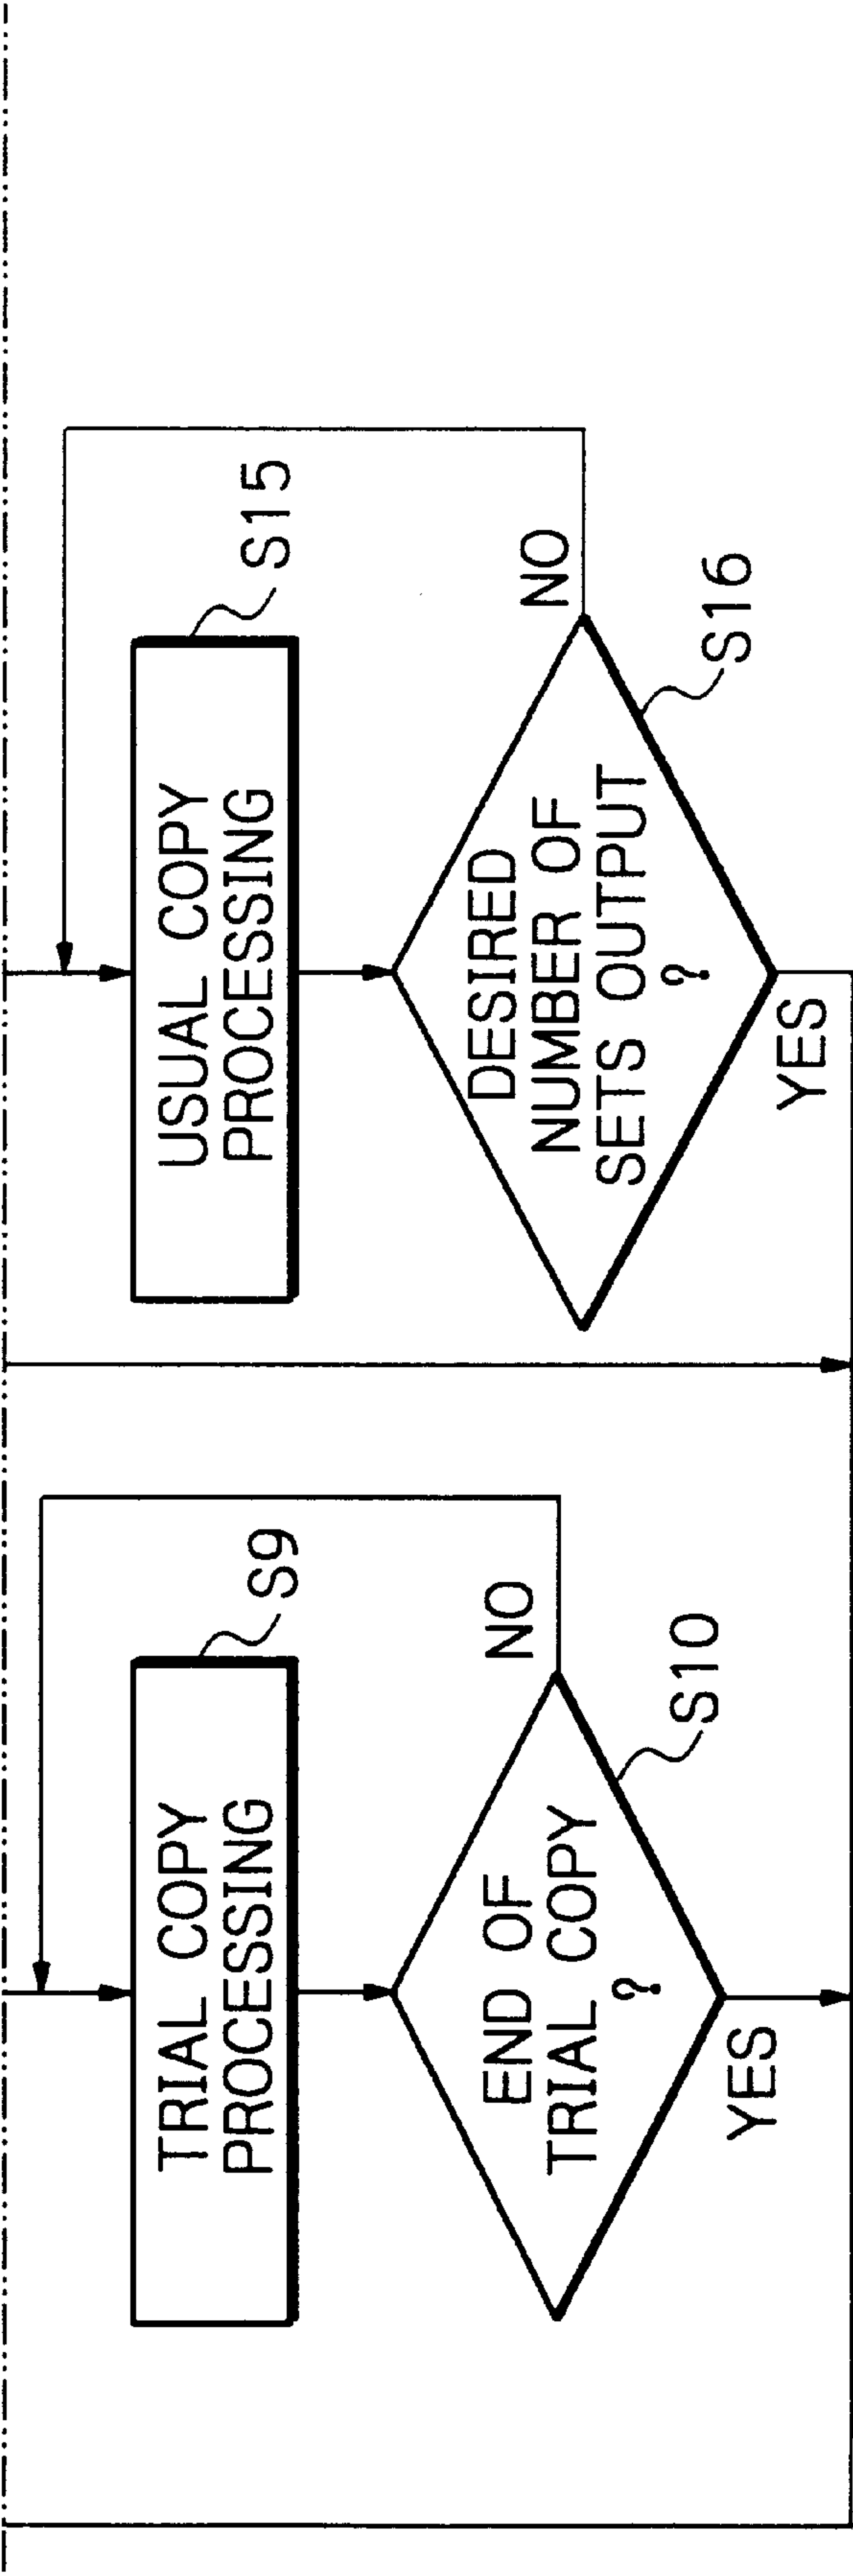 TRIAL COPY
PROCESSING
S9
END OF
TRIAL COPY
?
S10
NO
YES
USUAL COPY
PROCESSING
S15
DESIRED
NUMBER OF
SETS OUTPUT
?
S16
NO
YES